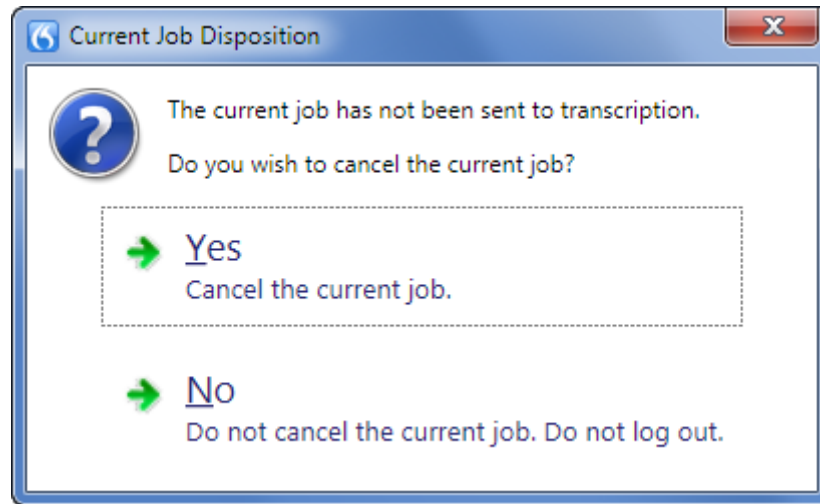 Current Job Disposition
The current job has not been sent to transcription.
Do you wish to cancel the current job?
Yes
Cancel the current job.
No
Do not cancel the current job. Do not log out.